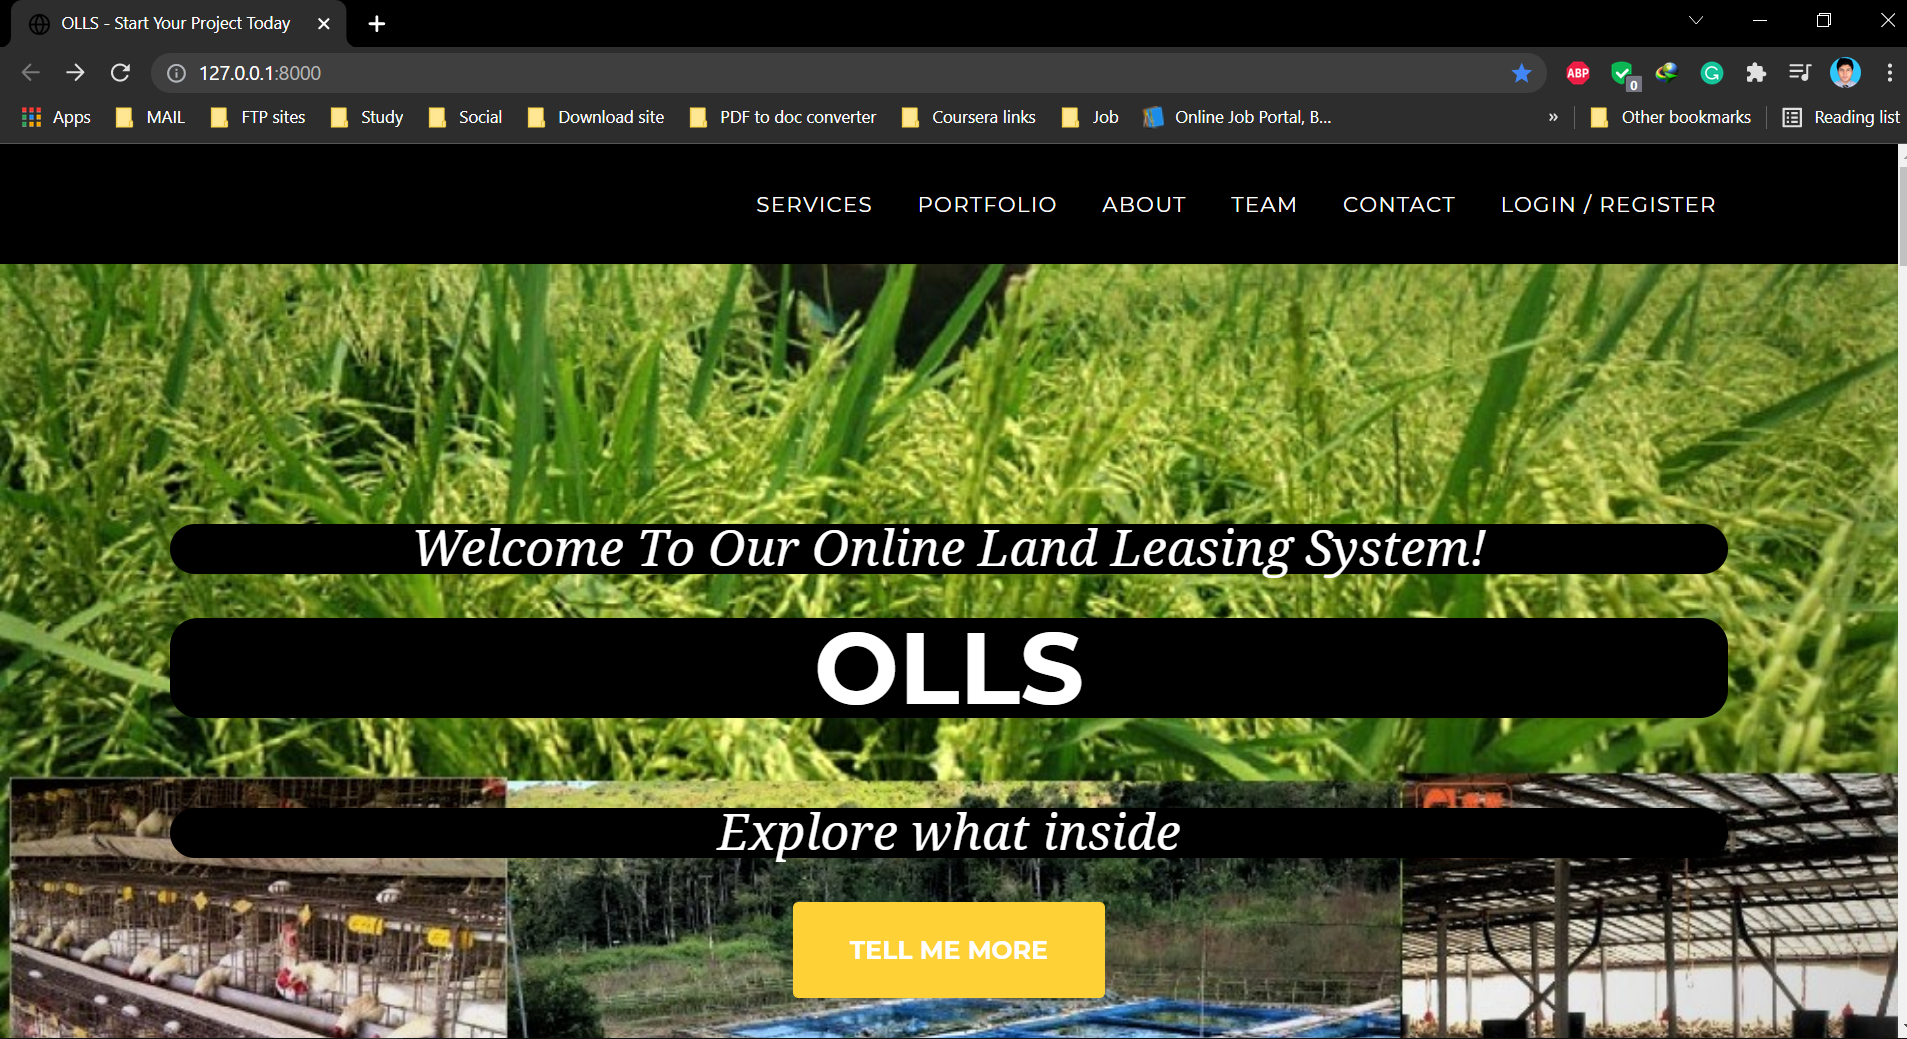 OLLS - Start Your Project Today
127.0.0.1:8000
ABP
0
Apps MAIL FTP sites Study Social Download site PDF to doc converter Coursera links Job Online Job Portal, B... » Other bookmarks Reading list
SERVICES PORTFOLIO ABOUT TEAM CONTACT LOGIN / REGISTER
Welcome To Our Online Land Leasing System!
OLLS
Explore what inside
TELL ME MORE